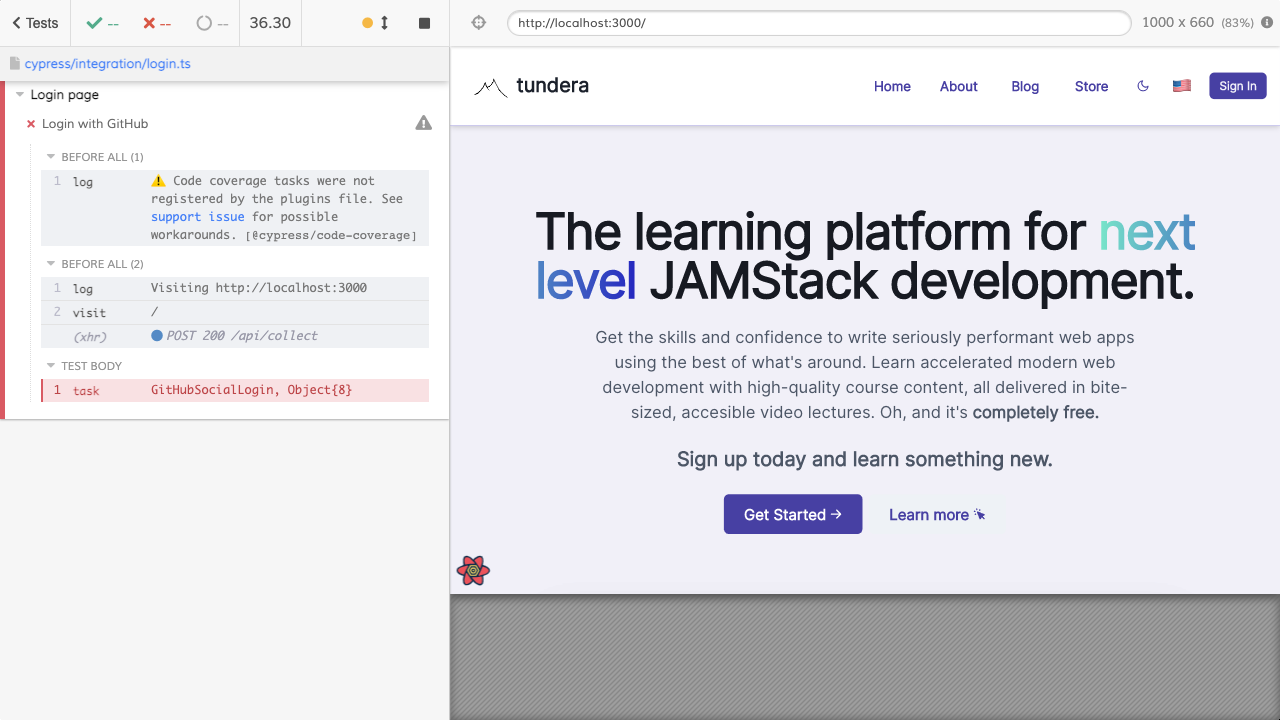 Tests
--
--
--
36.30
http://localhost:3000/
1000 x 660 (83%)
cypress/integration/login.ts
Login page
Login with GitHub
BEFORE ALL (1)
1 log ⚠ Code coverage tasks were not
registered by the plugins file. See
support issue for possible
workarounds. [@cypress/code-coverage]
BEFORE ALL (2)
1 log Visiting http://localhost:3000
2 visit /
(xhr) POST 200 /api/collect
TEST BODY
1 task GitHubSocialLogin, Object{8}
tundera
Home About Blog Store Sign In
The learning platform for next
level JAMStack development.
Get the skills and confidence to write seriously performant web apps
using the best of what's around. Learn accelerated modern web
development with high-quality course content, all delivered in bite-
sized, accesible video lectures. Oh, and it's completely free.
Sign up today and learn something new.
Get Started →
Learn more